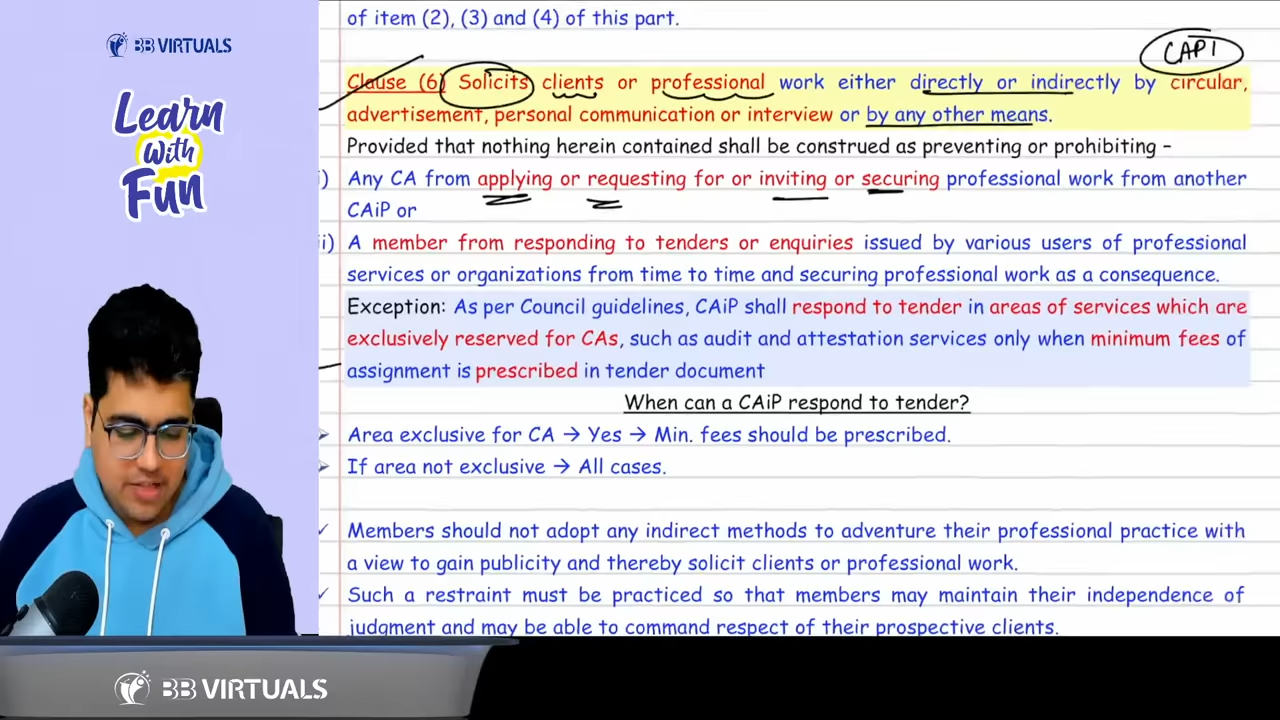 BB VIRTUALS
Learn
With
Fun
of item (2), (3) and (4) of this part.
CAP1
Clause (6) Solicits clients or professional work either directly or indirectly by circular,
advertisement, personal communication or interview or by any other means.
Provided that nothing herein contained shall be construed as preventing or prohibiting –
i) Any CA from applying or requesting for or inviting or securing professional work from another
CAiP or
ii) A member from responding to tenders or enquiries issued by various users of professional
services or organizations from time to time and securing professional work as a consequence.
Exception: As per Council guidelines, CAiP shall respond to tender in areas of services which are
exclusively reserved for CAs, such as audit and attestation services only when minimum fees of
assignment is prescribed in tender document
When can a CAiP respond to tender?
Area exclusive for CA → Yes → Min. fees should be prescribed.
If area not exclusive → All cases.
Members should not adopt any indirect methods to adventure their professional practice with
a view to gain publicity and thereby solicit clients or professional work.
Such a restraint must be practiced so that members may maintain their independence of
judgment and may be able to command respect of their prospective clients.
BB VIRTUALS